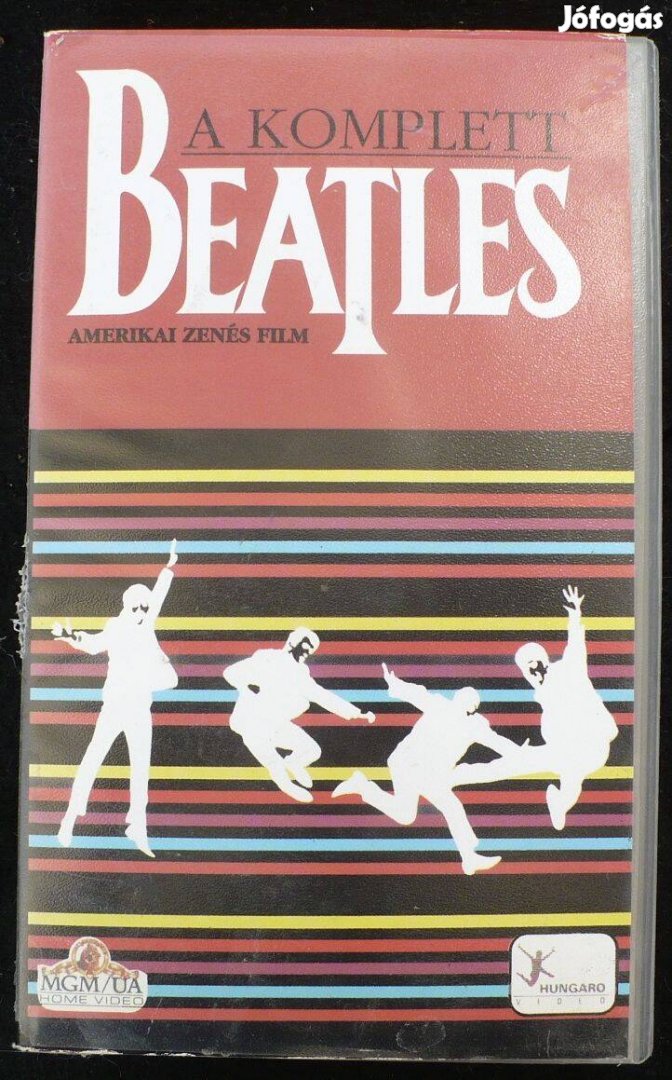 Jófogás
A KOMPLETT
BEATLES
AMERIKAI ZENÉS FILM
MGM/UA
HOME VIDEO
HUNGARO
VIDEO